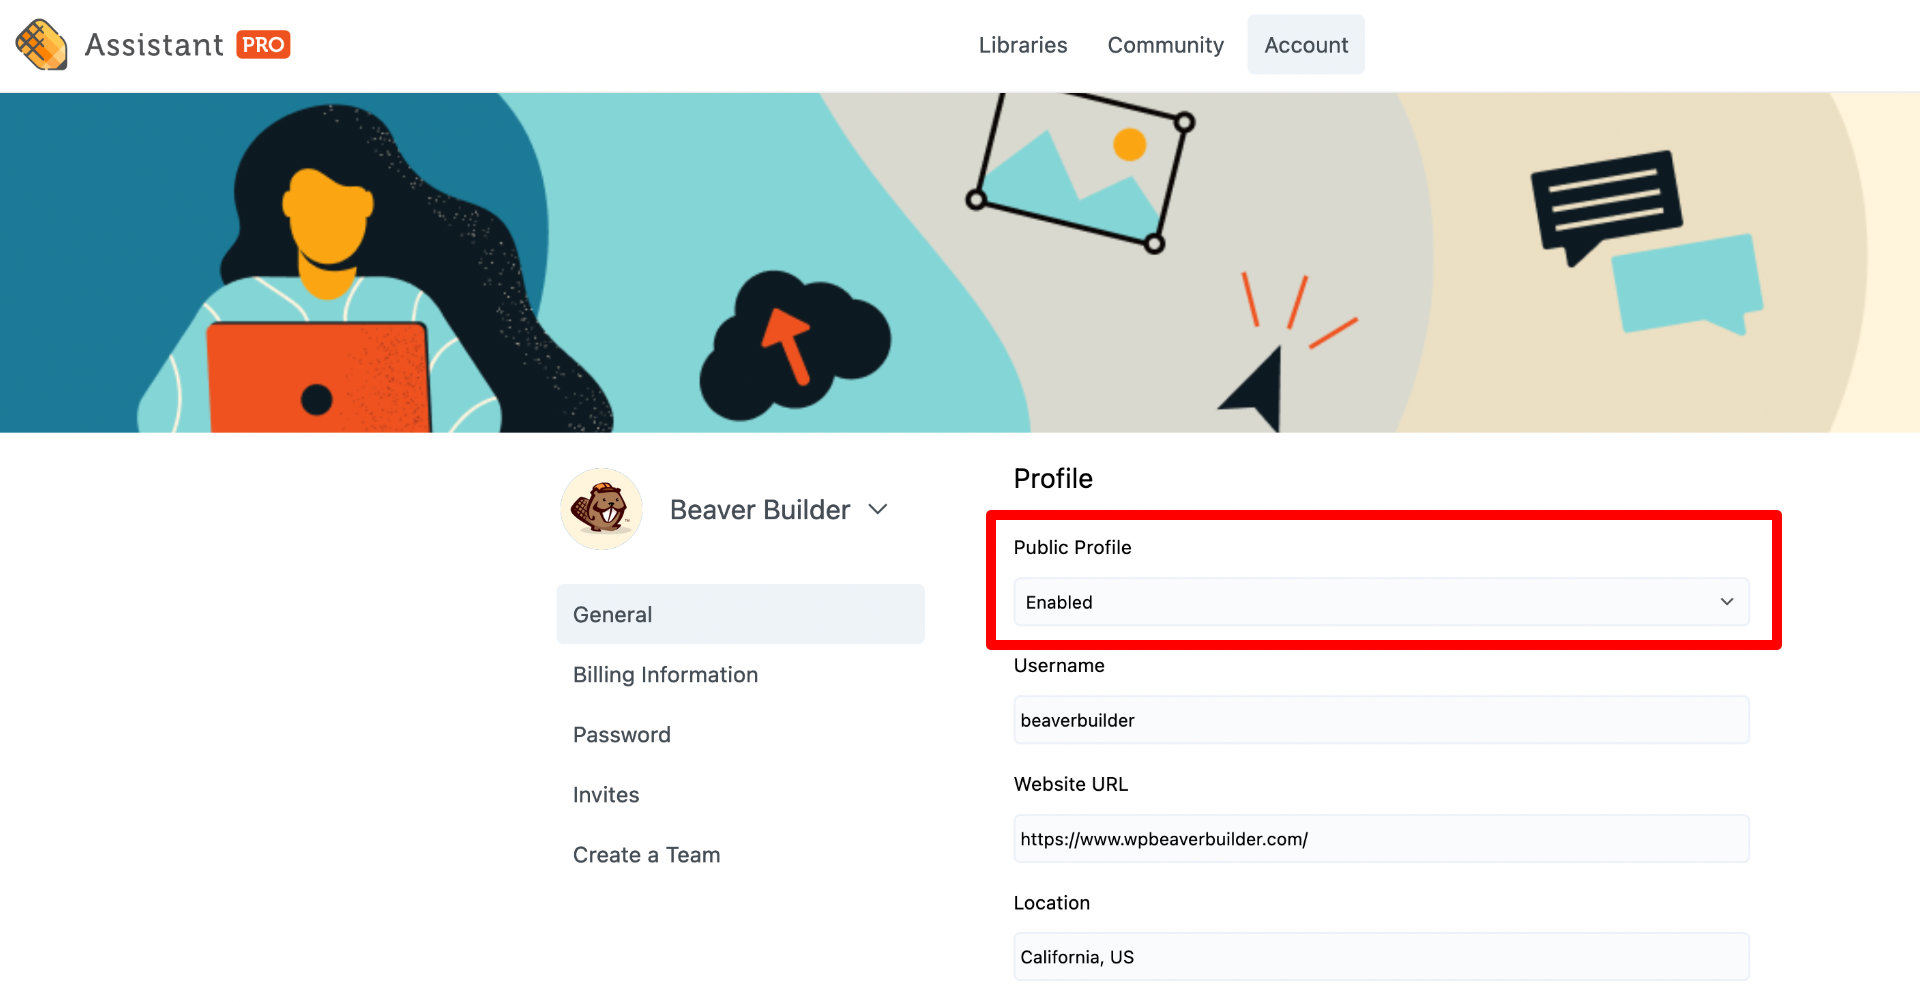 Assistant PRO
Libraries Community Account
Beaver Builder
General
Billing Information
Password
Invites
Create a Team
Profile
Public Profile
Enabled
Username
beaverbuilder
Website URL
https://www.wpbeaverbuilder.com/
Location
California, US